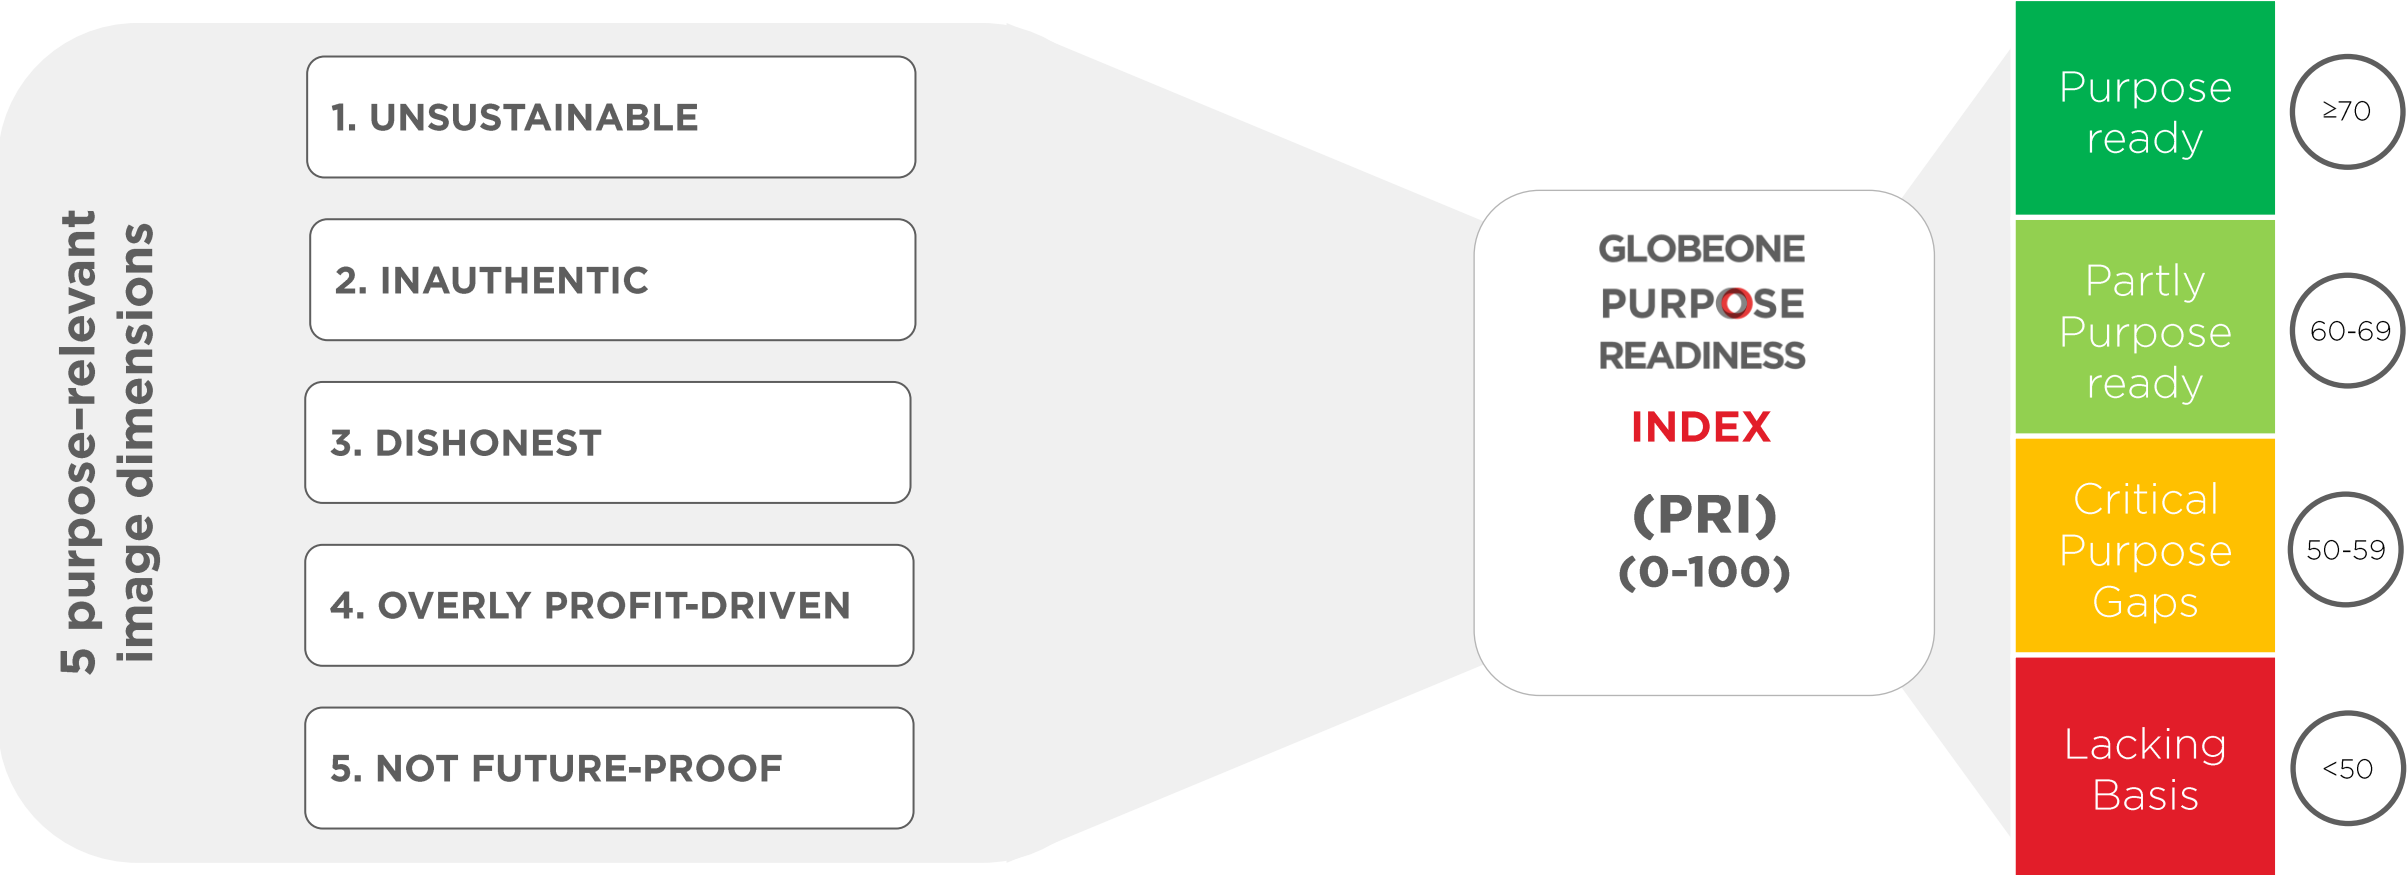 5 purpose-relevant
image dimensions
1. UNSUSTAINABLE
2. INAUTHENTIC
3. DISHONEST
4. OVERLY PROFIT-DRIVEN
5. NOT FUTURE-PROOF
GLOBEONE
PURPOSE
READINESS
INDEX
(PRI)
(0-100)
Purpose
ready
≥70
Partly
Purpose
ready
60-69
Critical
Purpose
Gaps
50-59
Lacking
Basis
<50